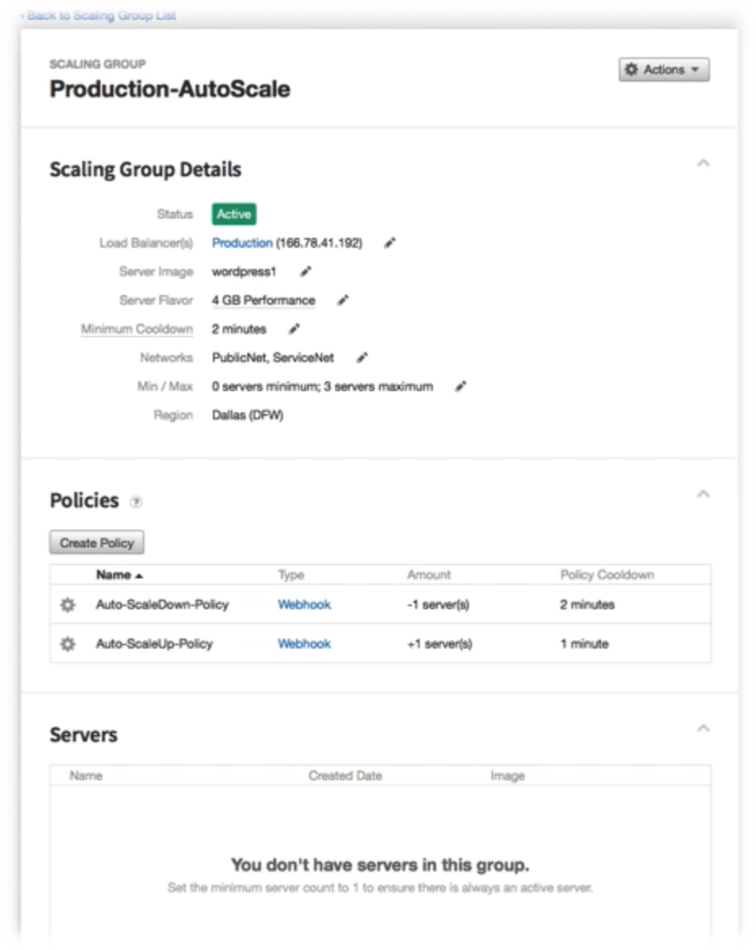 ‹ Back to Scaling Group List
SCALING GROUP
Production-AutoScale
Actions
Scaling Group Details
Status Active
Load Balancer(s) Production (166.78.41.192)
Server Image wordpress1
Server Flavor 4 GB Performance
Minimum Cooldown 2 minutes
Networks PublicNet, ServiceNet
Min / Max 0 servers minimum; 3 servers maximum
Region Dallas (DFW)
Policies ?
Create Policy
Name Type Amount Policy Cooldown
Auto-ScaleDown-Policy Webhook -1 server(s) 2 minutes
Auto-ScaleUp-Policy Webhook +1 server(s) 1 minute
Servers
Name Created Date Image
You don't have servers in this group.
Set the minimum server count to 1 to ensure there is always an active server.